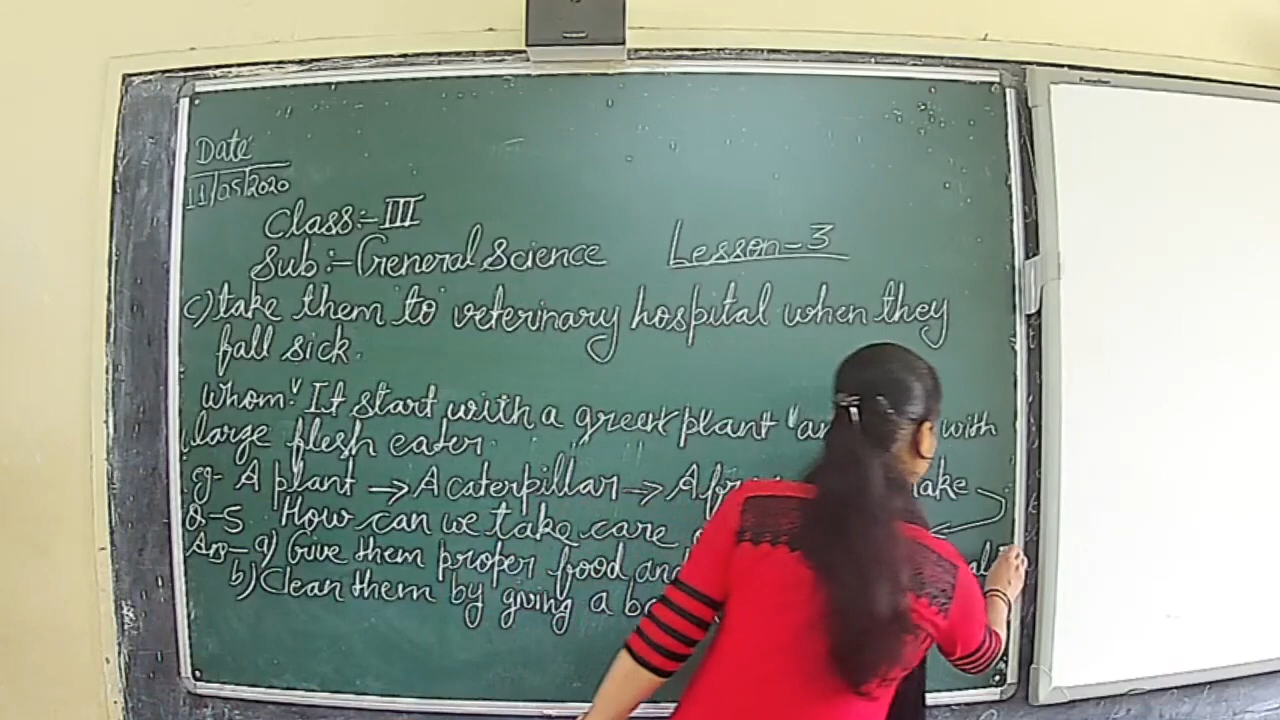 Date
11/05/2020
Class:- III
Sub:- General Science Lesson-3
c) take them to veterinary hospital when they
fall sick.
whom" It start with a green plant "an with
large flesh eater.
eg- A plant → A caterpillar → A
Q.-5 How can we take care
Ans- a) Give them proper food
b) Clean them by giving a